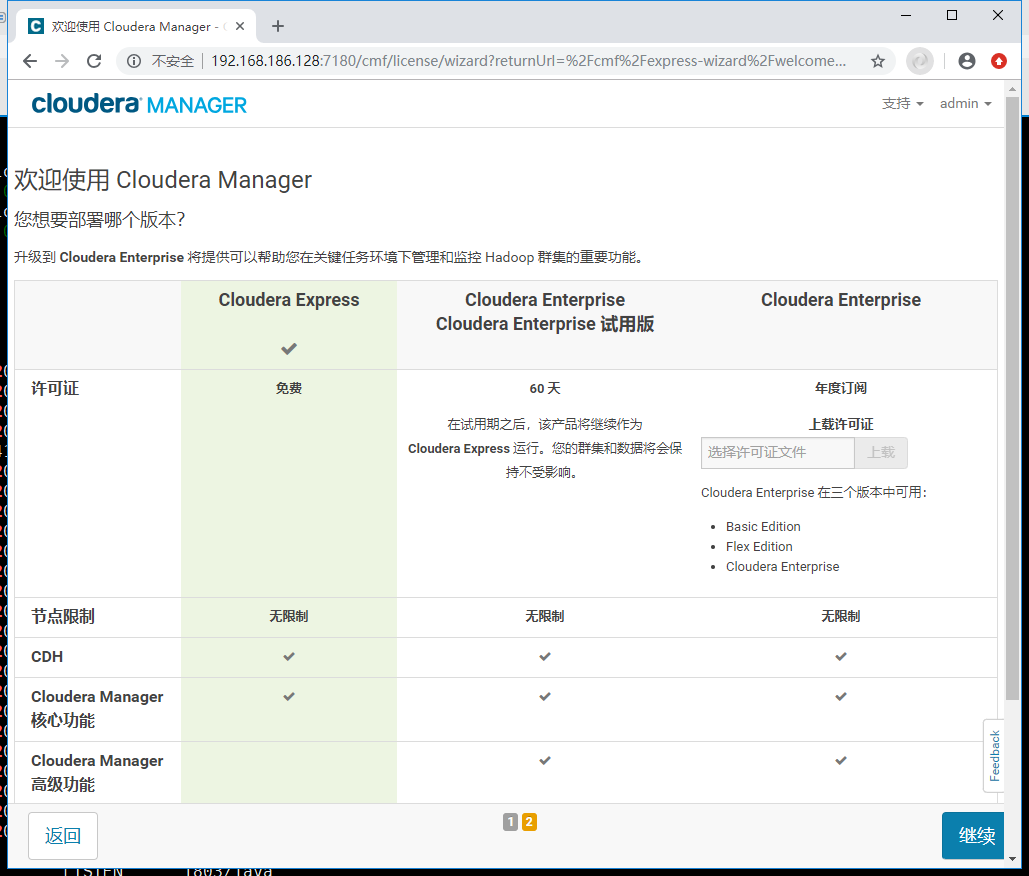 欢迎使用 Cloudera Manager -
不安全 192.168.186.128:7180/cmf/license/wizard?returnUrl=%2Fcmf%2Fexpress-wizard%2Fwelcome...
cloudera MANAGER
支持 admin
欢迎使用 Cloudera Manager
您想要部署哪个版本?
升级到 Cloudera Enterprise 将提供可以帮助您在关键任务环境下管理和监控 Hadoop 群集的重要功能。
Cloudera Express
Cloudera Enterprise
Cloudera Enterprise 试用版
Cloudera Enterprise
许可证
免费
60 天
在试用期之后，该产品将继续作为
Cloudera Express 运行。您的群集和数据将会保
持不受影响。
年度订阅
上载许可证
选择许可证文件 上载
Cloudera Enterprise 在三个版本中可用:
Basic Edition
Flex Edition
Cloudera Enterprise
节点限制 无限制 无限制 无限制
CDH
Cloudera Manager
核心功能
Cloudera Manager
高级功能
Feedback
返回 1 2 继续
LISTEN 1803/java